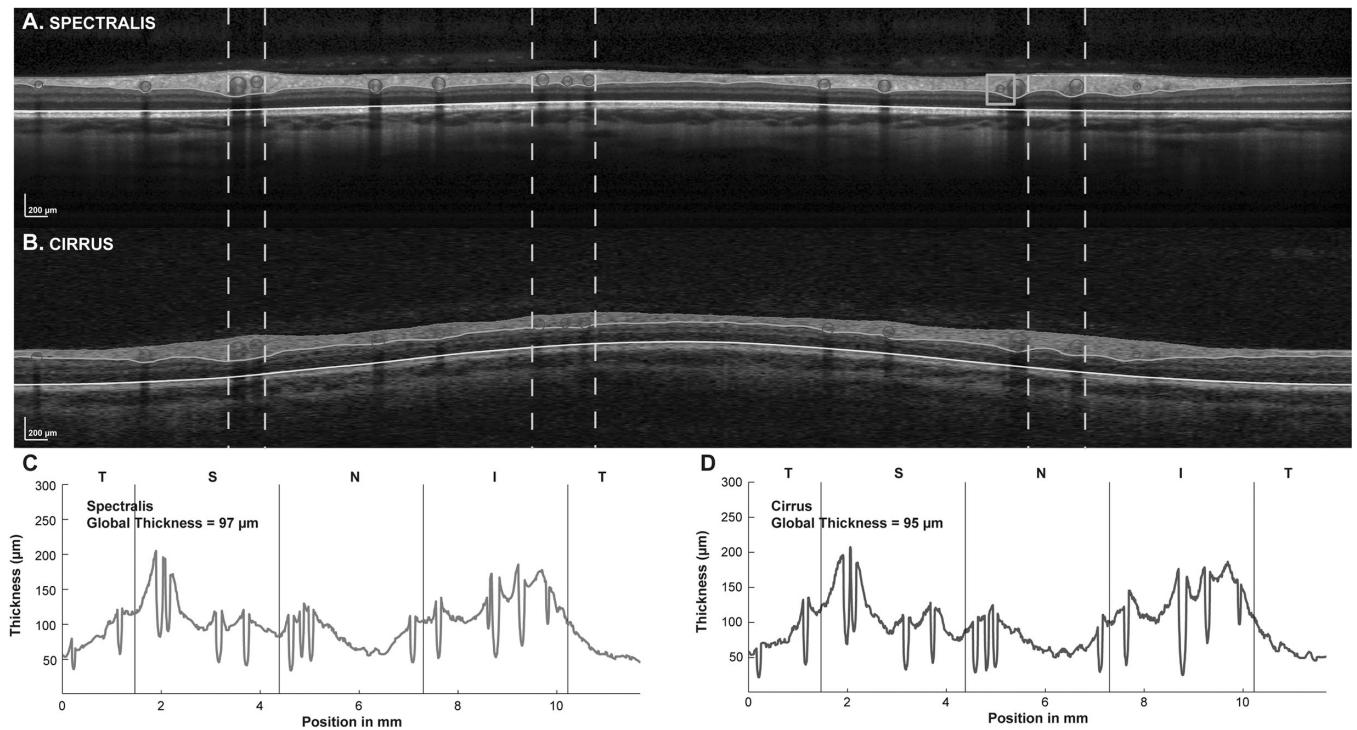 A. SPECTRALIS
200 µm
B. CIRRUS
200 µm
C
T S N I T
Spectralis
Global Thickness = 97 µm
Thickness (µm)
300
250
200
150
100
50
0 2 4 6 8 10
Position in mm
D
T S N I T
Cirrus
Global Thickness = 95 µm
Thickness (µm)
300
250
200
150
100
50
0
0 2 4 6 8 10
Position in mm